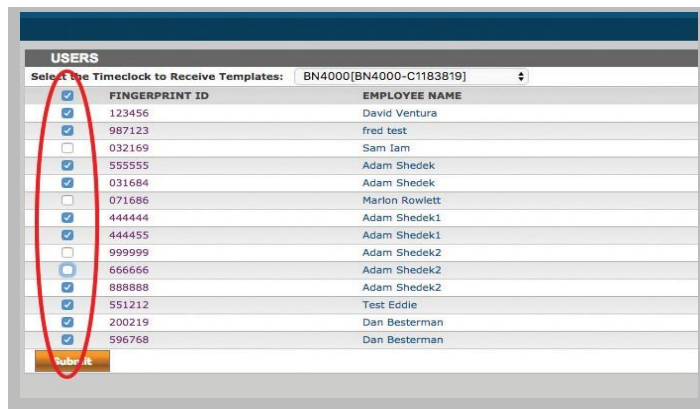 USERS
Select the Timeclock to Receive Templates: BN4000[BN4000-C1183819]
FINGERPRINT ID EMPLOYEE NAME
123456 David Ventura
987123 fred test
032169 Sam Iam
555555 Adam Shedek
031684 Adam Shedek
071686 Marlon Rowlett
444444 Adam Shedek1
444455 Adam Shedek1
999999 Adam Shedek2
666666 Adam Shedek2
888888 Adam Shedek2
551212 Test Eddie
200219 Dan Besterman
596768 Dan Besterman
Submit